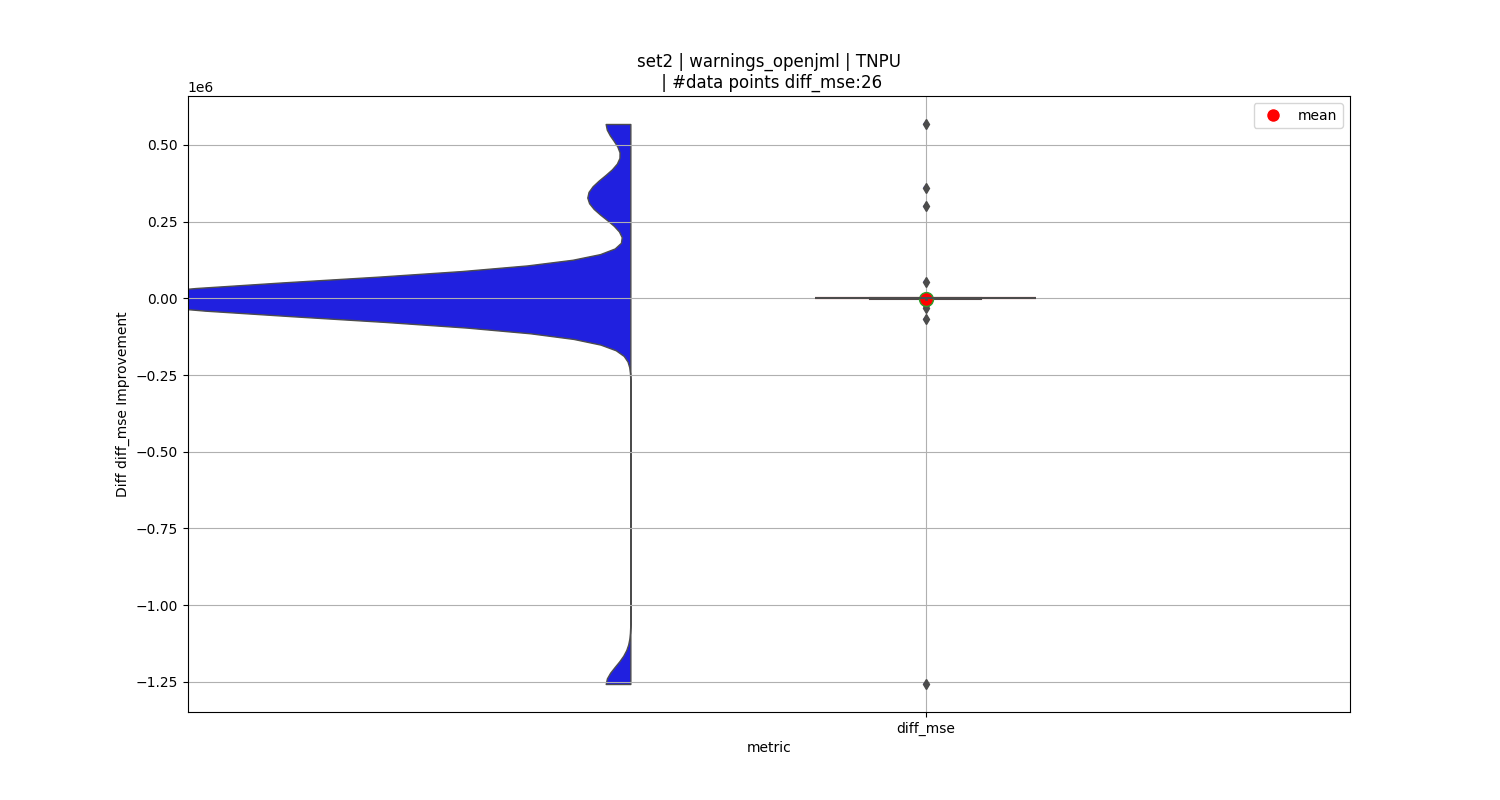 set2 | warnings_openjml | TNPU
| #data points diff_mse:26
1e6
mean
0.50
0.25
0.00
−0.25
−0.50
−0.75
−1.00
−1.25
Diff diff_mse Improvement
diff_mse
metric